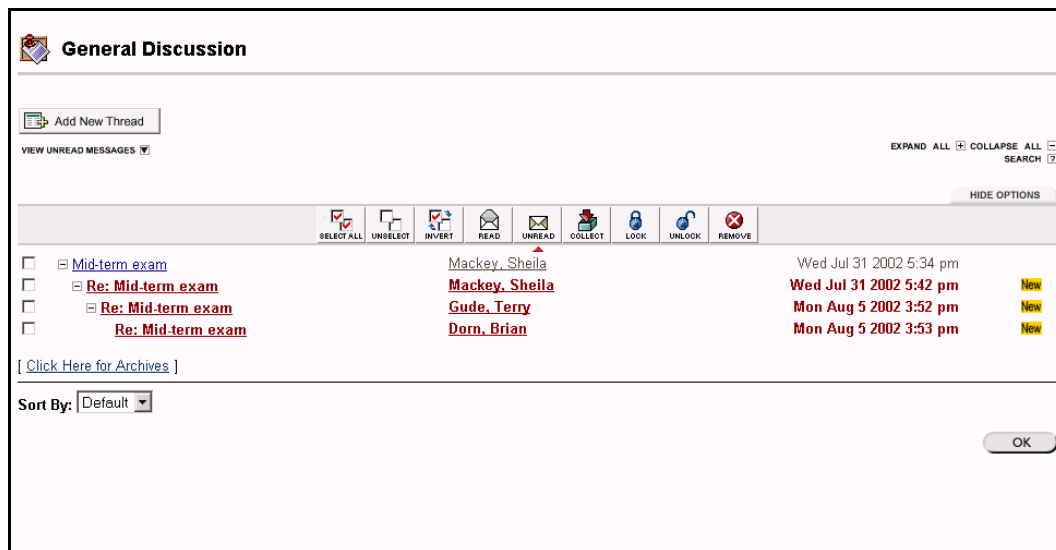 General Discussion
Add New Thread
VIEW UNREAD MESSAGES
EXPAND ALL + COLLAPSE ALL −
SEARCH ?
HIDE OPTIONS
SELECT ALL UNSELECT INVERT READ UNREAD COLLECT LOCK UNLOCK REMOVE
Mid-term exam Mackey, Sheila Wed Jul 31 2002 5:34 pm
Re: Mid-term exam Mackey, Sheila Wed Jul 31 2002 5:42 pm New
Re: Mid-term exam Gude, Terry Mon Aug 5 2002 3:52 pm New
Re: Mid-term exam Dorn, Brian Mon Aug 5 2002 3:53 pm New
[ Click Here for Archives ]
Sort By: Default
OK